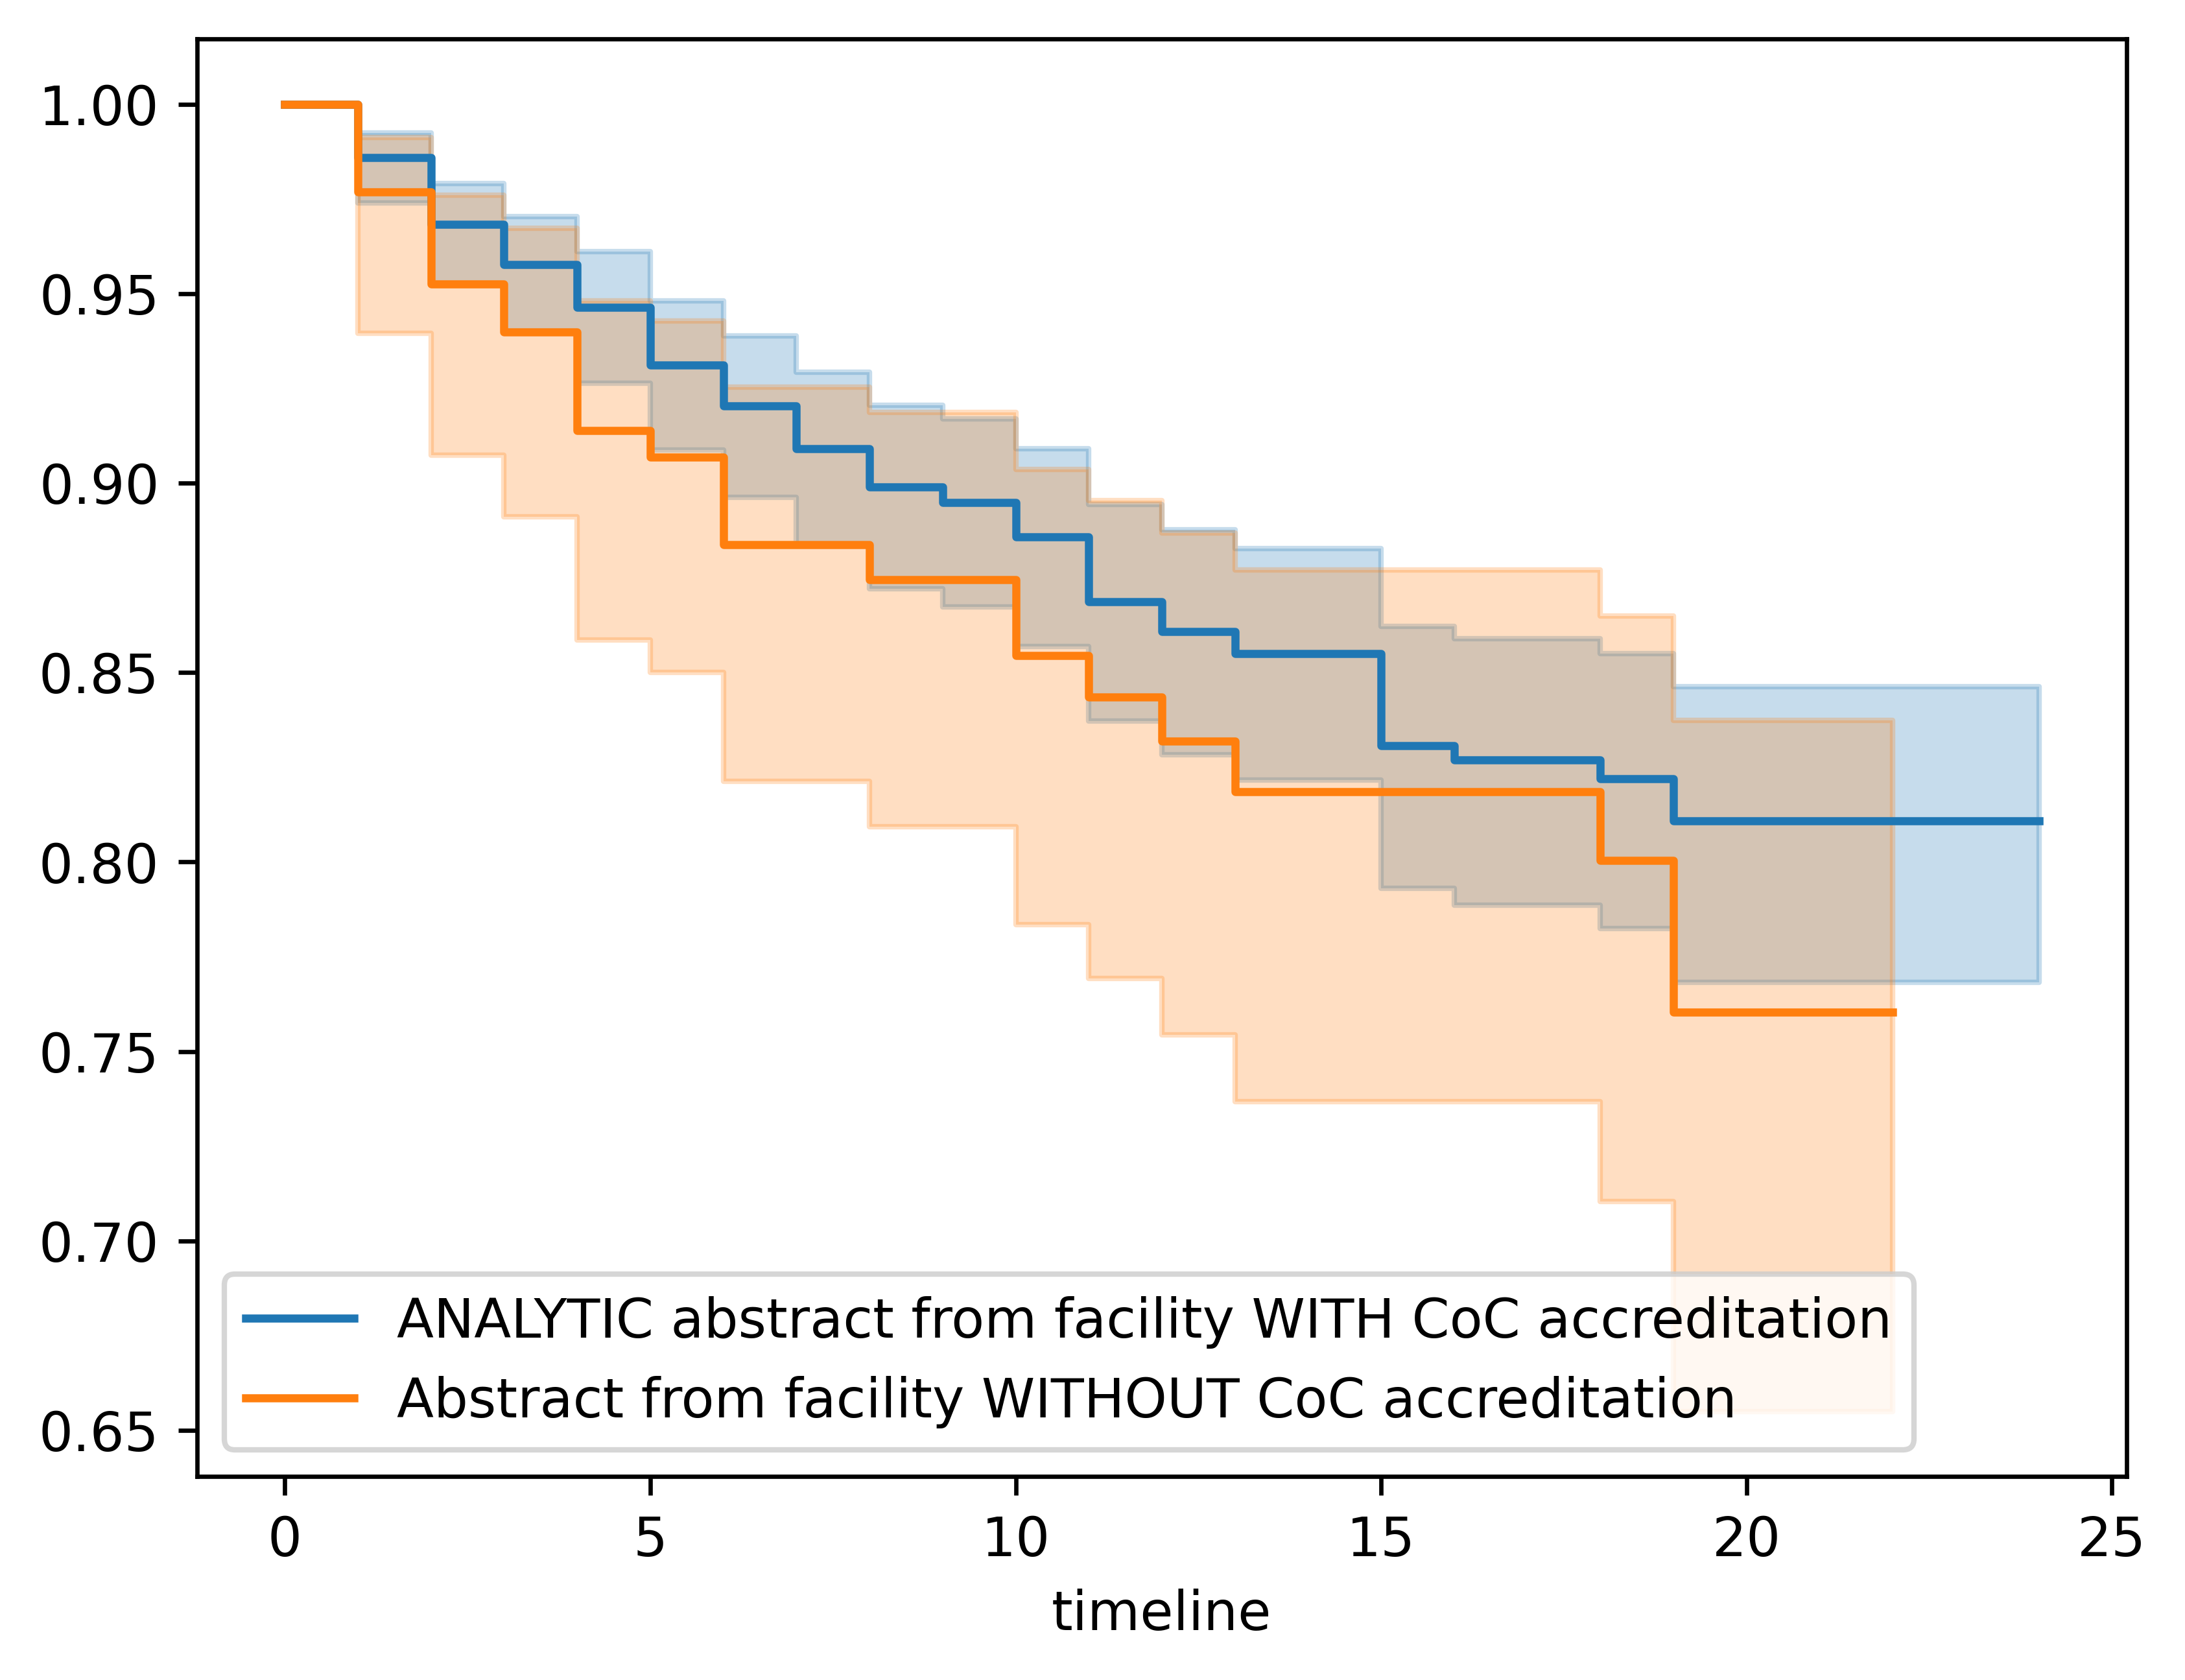 1.00
0.95
0.90
0.85
0.80
0.75
0.70
0.65
ANALYTIC abstract from facility WITH CoC accreditation
Abstract from facility WITHOUT CoC accreditation
0 5 10 15 20 25
timeline